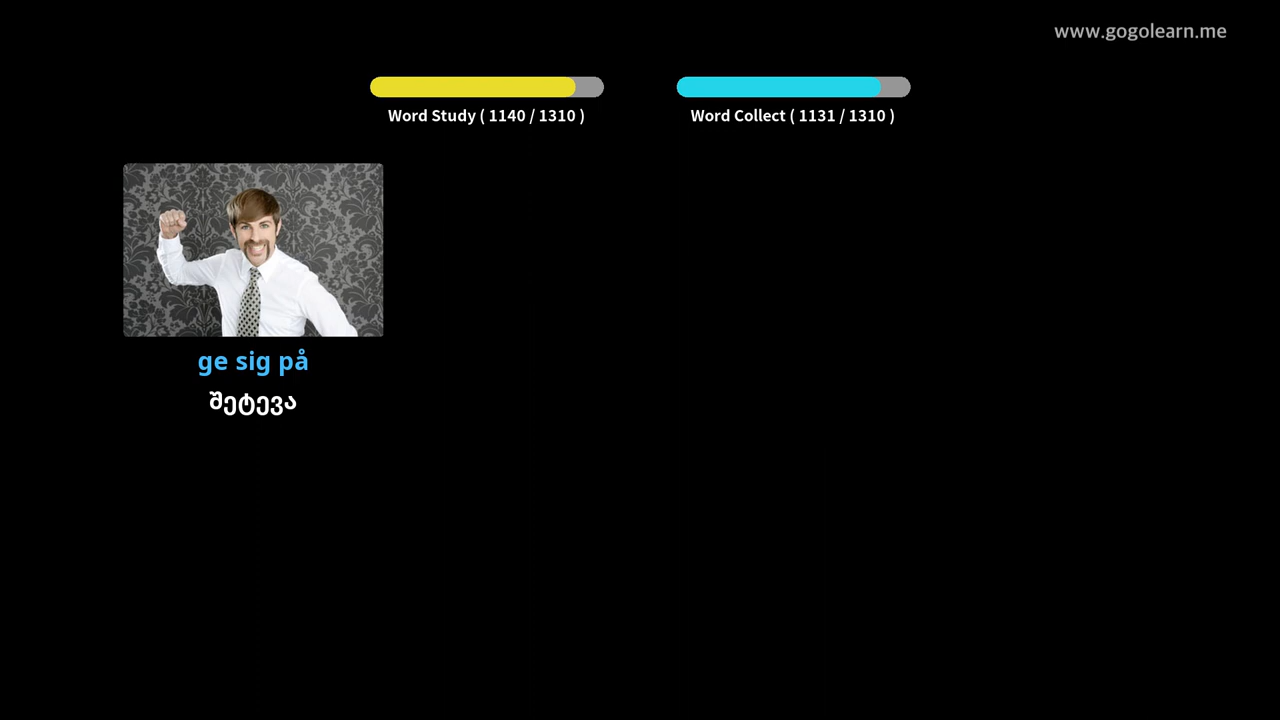 www.gogolearn.me
Word Study ( 1140 / 1310 )
Word Collect ( 1131 / 1310 )
ge sig på
შეტევა